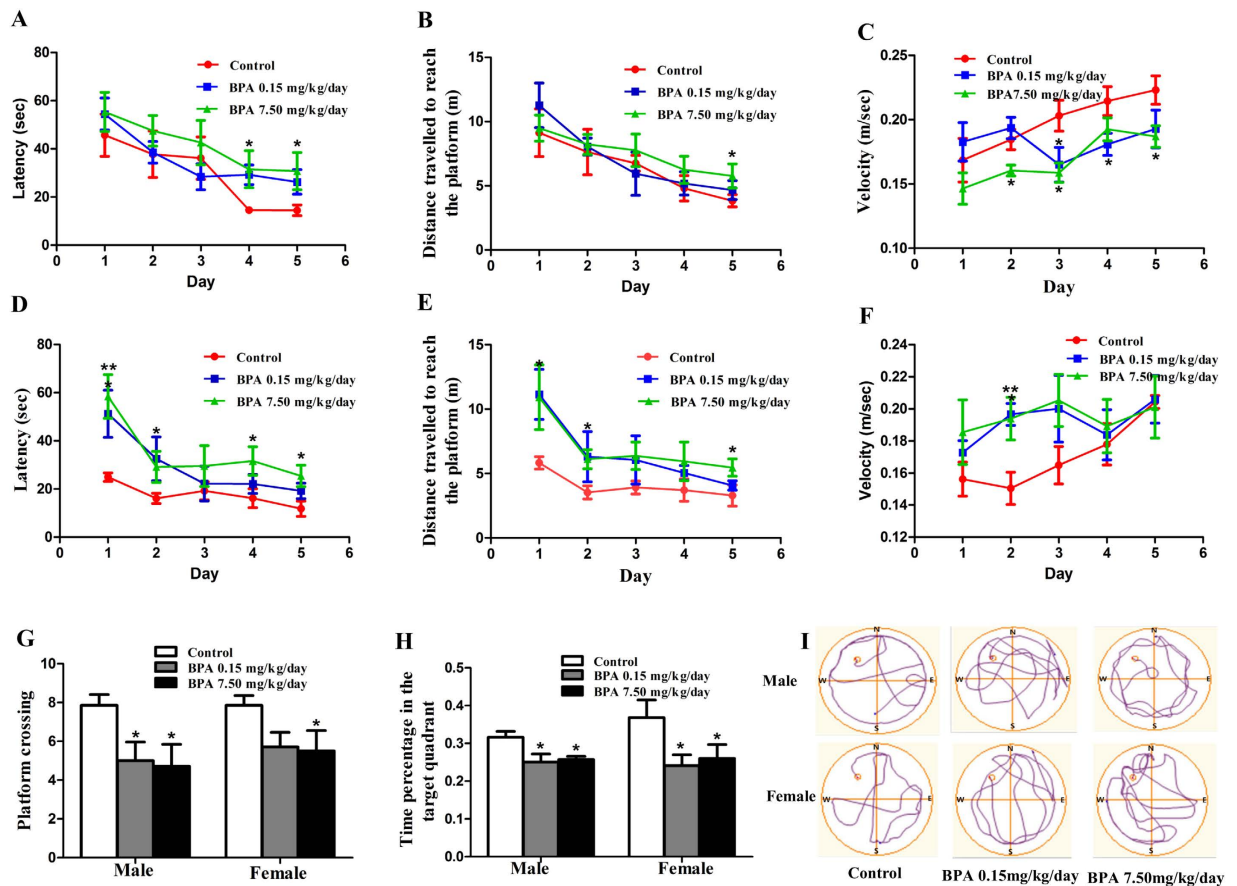 A
80
60
40
20
0
Latency (sec)
0 1 2 3 4 5 6
Day
Control
BPA 0.15 mg/kg/day
BPA 7.50 mg/kg/day
* *
B
15
10
5
0
Distance travelled to reach
the platform (m)
0 1 2 3 4 5 6
Day
Control
BPA 0.15 mg/kg/day
BPA 7.50 mg/kg/day
*
C
0.25
0.20
0.15
0.10
Velocity (m/sec)
0 1 2 3 4 5 6
Day
Control
BPA 0.15 mg/kg/day
BPA7.50 mg/kg/day
*
* * * *
D
80
60
40
20
0
Latency (sec)
0 1 2 3 4 5 6
Day
Control
BPA 0.15 mg/kg/day
BPA 7.50 mg/kg/day
**
* * * *
E
15
10
5
0
Distance travelled to reach
the plaform (m)
0 1 2 3 4 5 6
Day
Control
BPA 0.15 mg/kg/day
BPA 7.50 mg/kg/day
* * *
F
0.24
0.20
0.16
0.12
Velocity (m/sec)
0 1 2 3 4 5 6
Day
Control
BPA 0.15 mg/kg/day
BPA 7.50 mg/kg/day
**
*
G
8
6
4
2
0
Platform crossing
Male Female
Control
BPA 0.15 mg/kg/day
BPA 7.50 mg/kg/day
* * *
H
0.5
0.4
0.3
0.2
0.1
0.0
Time percentage in the
target quadrant
Male Female
Control
BPA 0.15 mg/kg/day
BPA 7.50 mg/kg/day
* * * *
I
Male
N W E S
N W E S
N W E S
Female
N W E S
N W E S
N W E S
Control BPA 0.15mg/kg/day BPA 7.50mg/kg/day